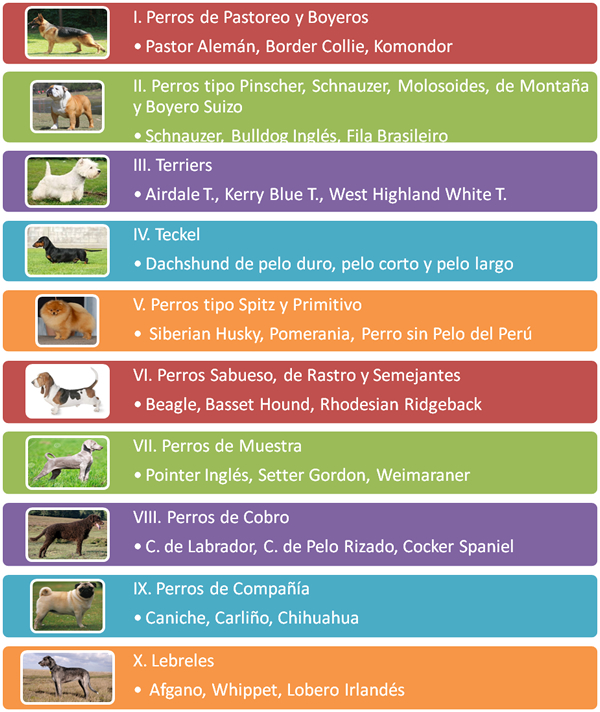 I. Perros de Pastoreo y Boyeros
• Pastor Alemán, Border Collie, Komondor
II. Perros tipo Pinscher, Schnauzer, Molosoides, de Montaña
y Boyero Suizo
• Schnauzer, Bulldog Inglés, Fila Brasileiro
III. Terriers
• Airdale T., Kerry Blue T., West Highland White T.
IV. Teckel
• Dachshund de pelo duro, pelo corto y pelo largo
V. Perros tipo Spitz y Primitivo
• Siberian Husky, Pomerania, Perro sin Pelo del Perú
VI. Perros Sabueso, de Rastro y Semejantes
• Beagle, Basset Hound, Rhodesian Ridgeback
VII. Perros de Muestra
• Pointer Inglés, Setter Gordon, Weimaraner
VIII. Perros de Cobro
• C. de Labrador, C. de Pelo Rizado, Cocker Spaniel
IX. Perros de Compañía
• Caniche, Carliño, Chihuahua
X. Lebreles
• Afgano, Whippet, Lobero Irlandés